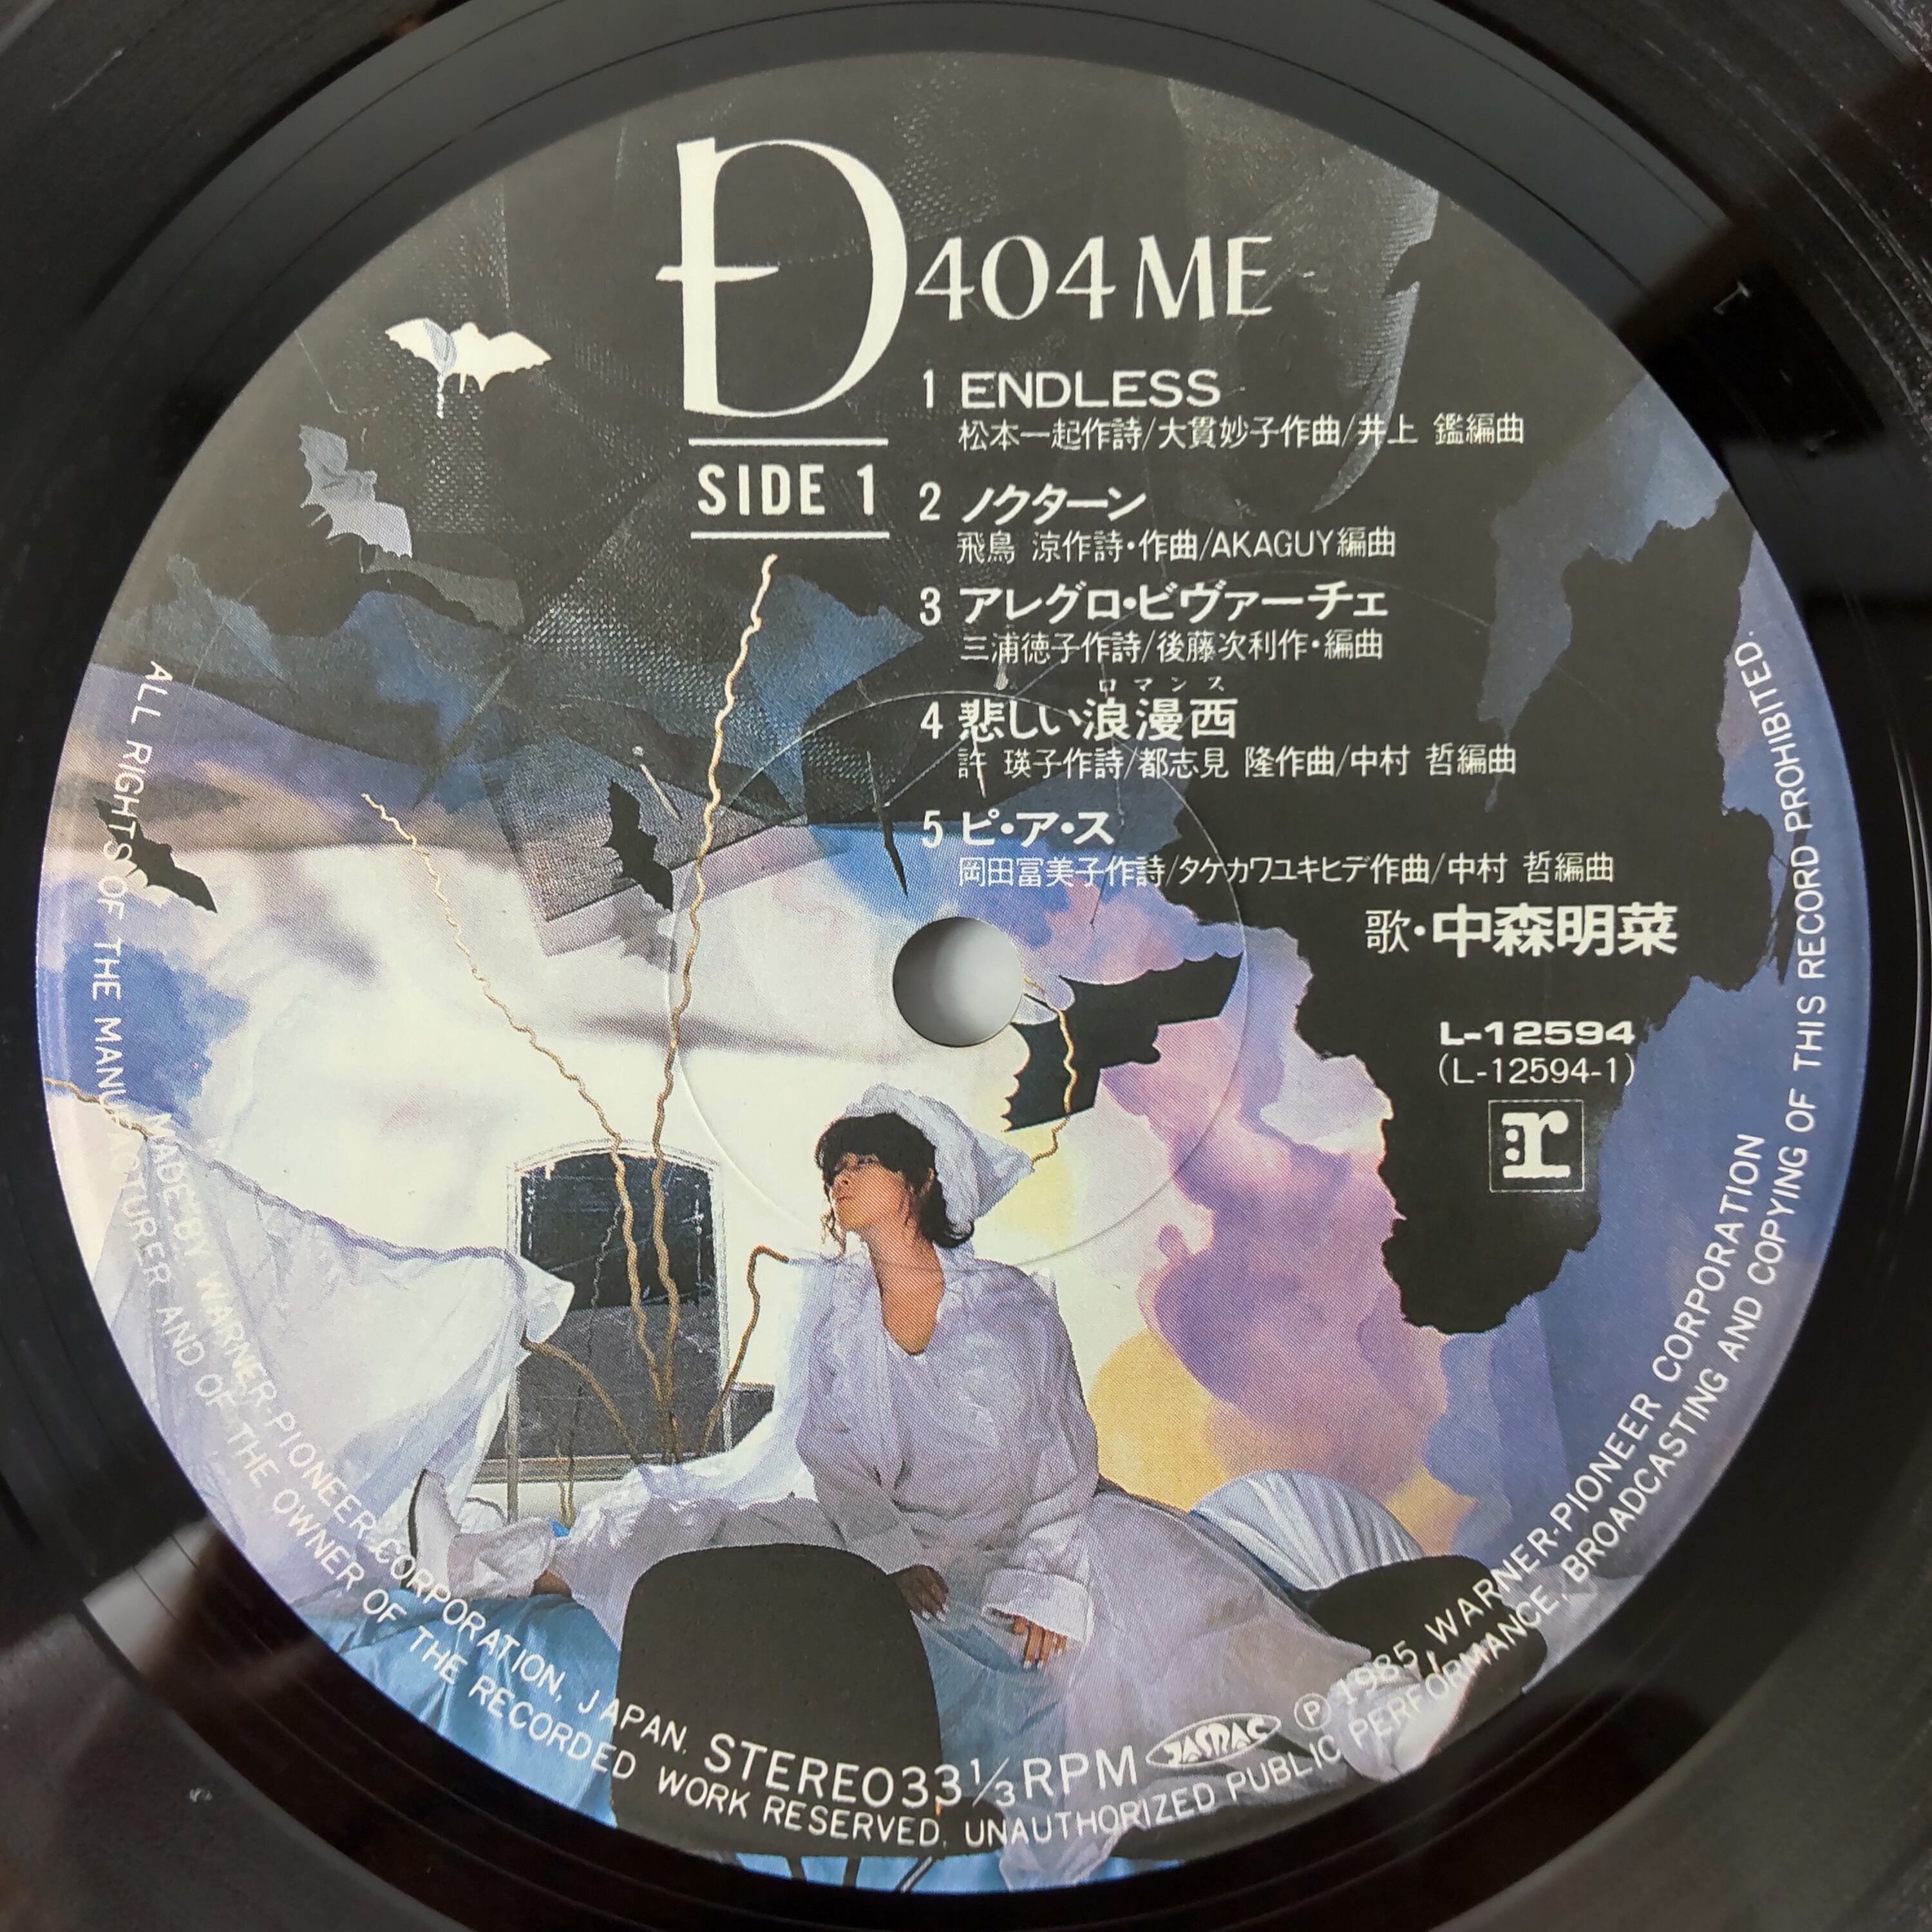 D404ME
SIDE 1
1 ENDLESS
松本一起作詩/大貫妙子作曲/井上 鑑編曲
2 ノクターン
飛鳥 涼作詩・作曲/AKAGUY編曲
3 アレグロ・ビヴァーチェ
三浦徳子作詩/後藤次利作・編曲
ロマンス
4 悲しい浪漫西
許 瑛子作詩/都志見 隆作曲/中村 哲編曲
5 ピ・ア・ス
岡田冨美子作詩/タケカワユキヒデ作曲/中村 哲編曲
歌・中森明菜
L-12594
(L-12594-1)
r
MADE BY WARNER-PIONEER CORPORATION, JAPAN. STEREO 33 1/3 RPM JASRAC ℗ 1985, WARNER-PIONEER CORPORATION
ALL RIGHTS OF THE MANUFACTURER AND OF THE OWNER OF THE RECORDED WORK RESERVED. UNAUTHORIZED PUBLIC PERFORMANCE, BROADCASTING AND COPYING OF THIS RECORD PROHIBITED.